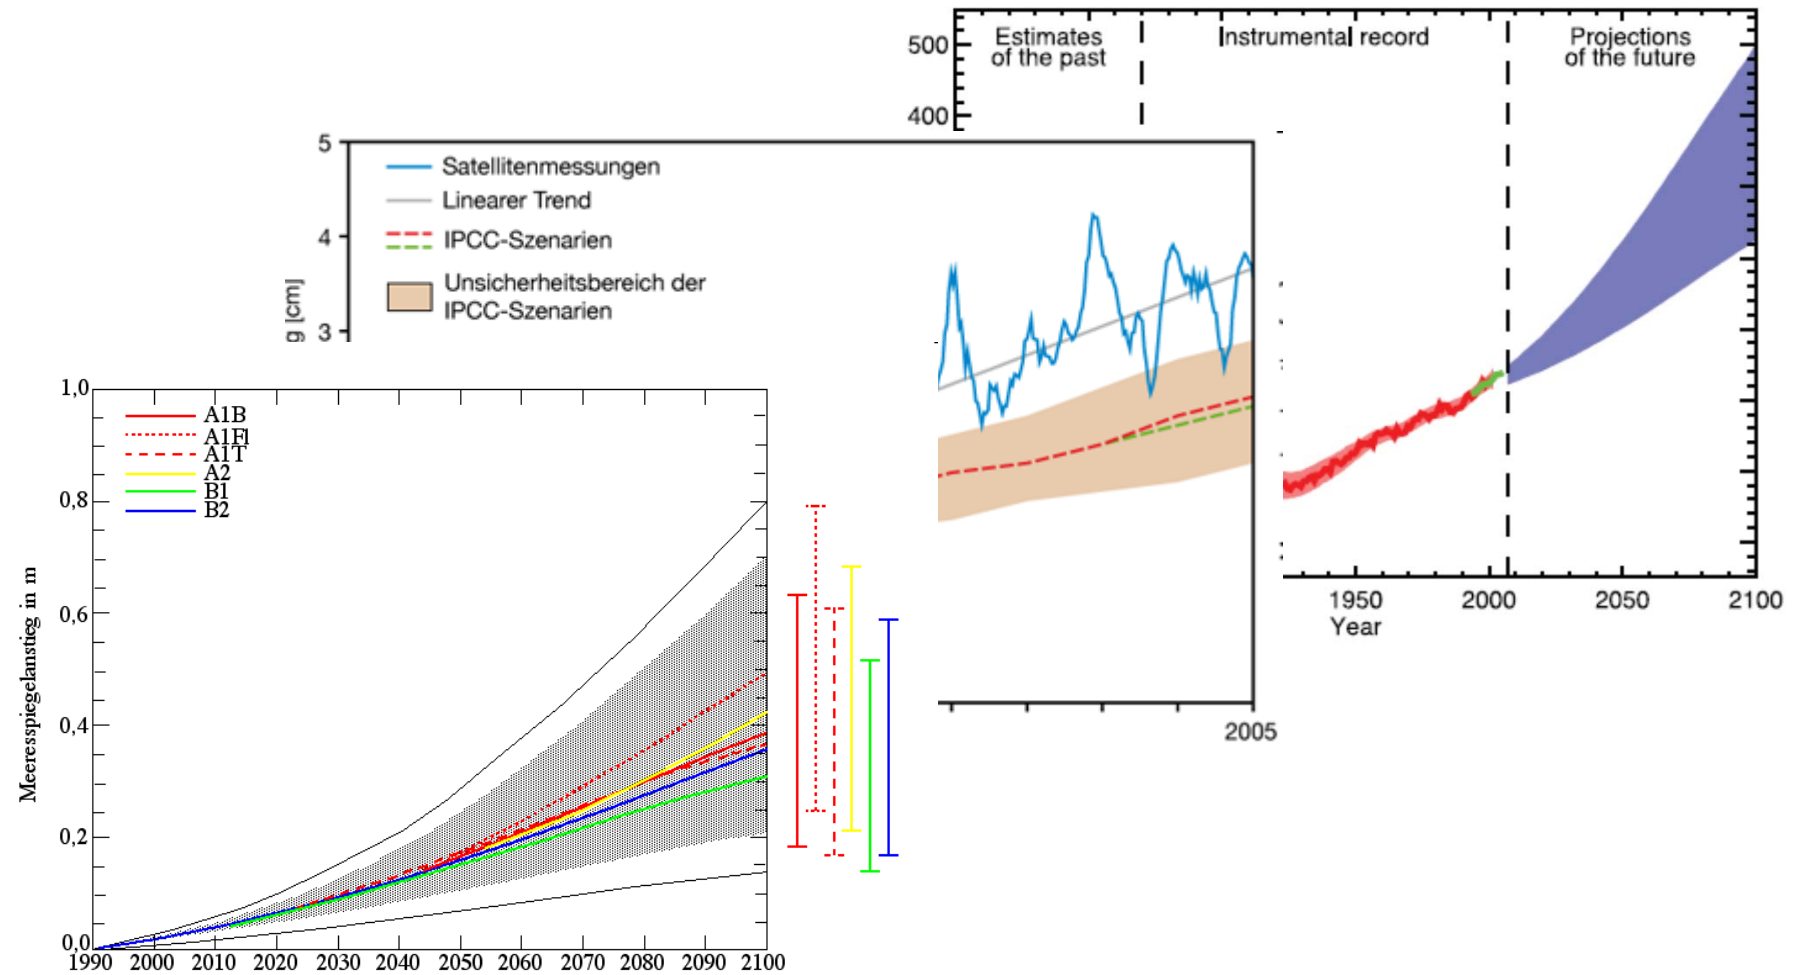 500
400
Estimates
of the past
Instrumental record
Projections
of the future
1950
2000
2050
2100
Year
5
4
3
g [cm]
Satellitenmessungen
Linearer Trend
IPCC-Szenarien
Unsicherheitsbereich der
IPCC-Szenarien
2005
1,0
0,8
0,6
0,4
0,2
0,0
Meeresspiegelanstieg in m
A1B
A1Fl
A1T
A2
B1
B2
1990 2000 2010 2020 2030 2040 2050 2060 2070 2080 2090 2100